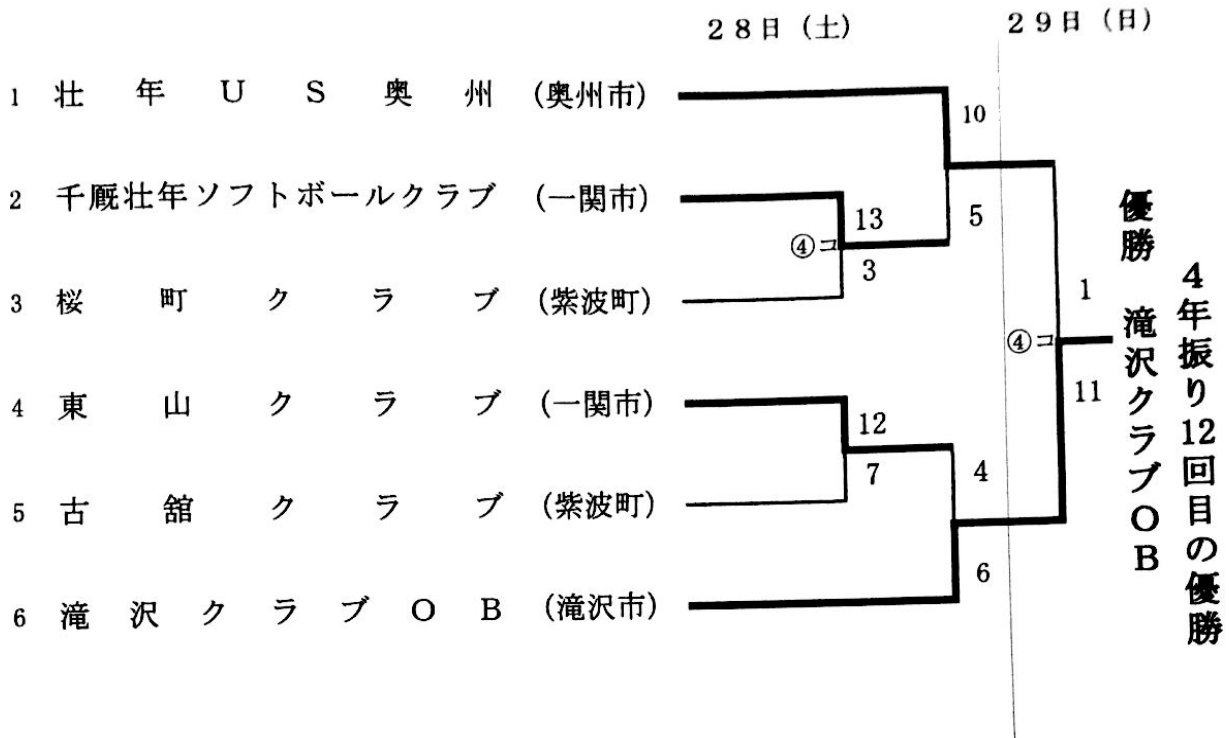 28日（土）
29日（日）
1 壮年US奥州 (奥州市)
10
2 千厩壮年ソフトボールクラブ (一関市)
13
5
④コ
3
3 桜町クラブ (紫波町)
1
④コ
11
4 東山クラブ (一関市)
12
7
4
5 古舘クラブ (紫波町)
6
6 滝沢クラブOB (滝沢市)
優勝 滝沢クラブOB
4年振り12回目の優勝